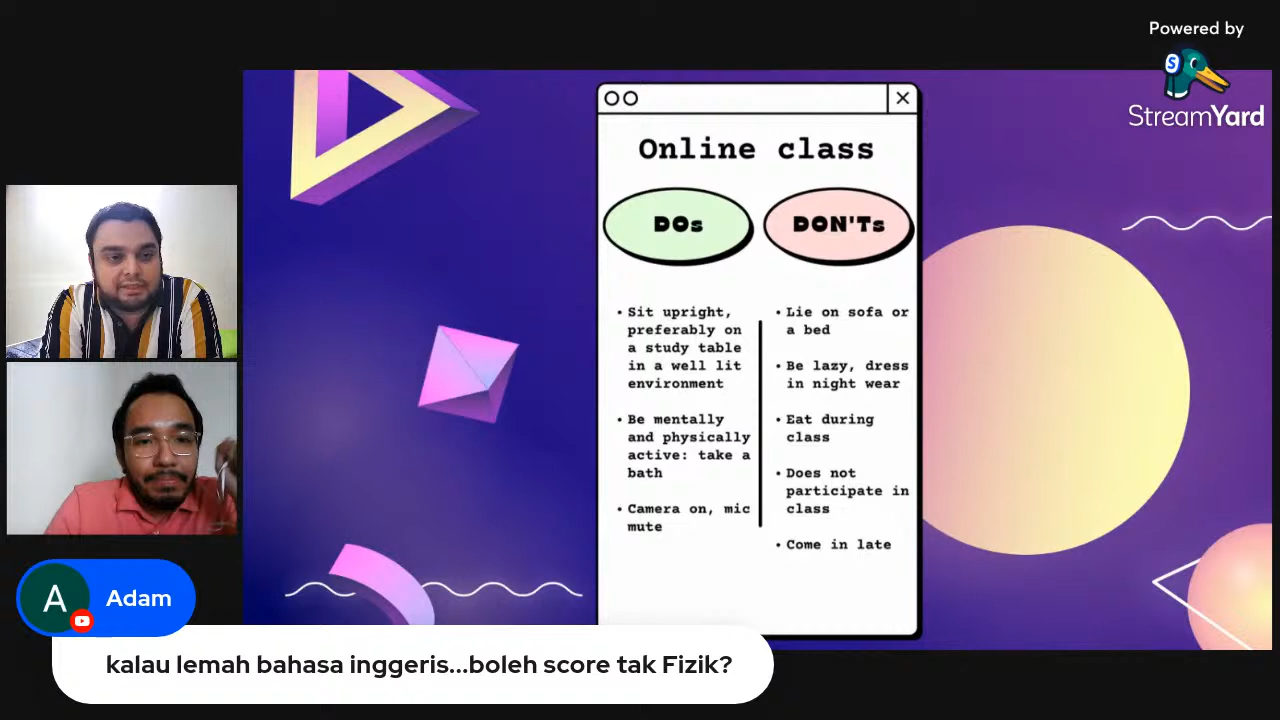 Powered by
StreamYard
Online class
DOs
DON'Ts
• Sit upright,
preferably on
a study table
in a well lit
environment
• Be mentally
and physically
active: take a
bath
• Camera on, mic
mute
• Lie on sofa or
a bed
• Be lazy, dress
in night wear
• Eat during
class
• Does not
participate in
class
• Come in late
A
Adam
kalau lemah bahasa inggeris...boleh score tak Fizik?